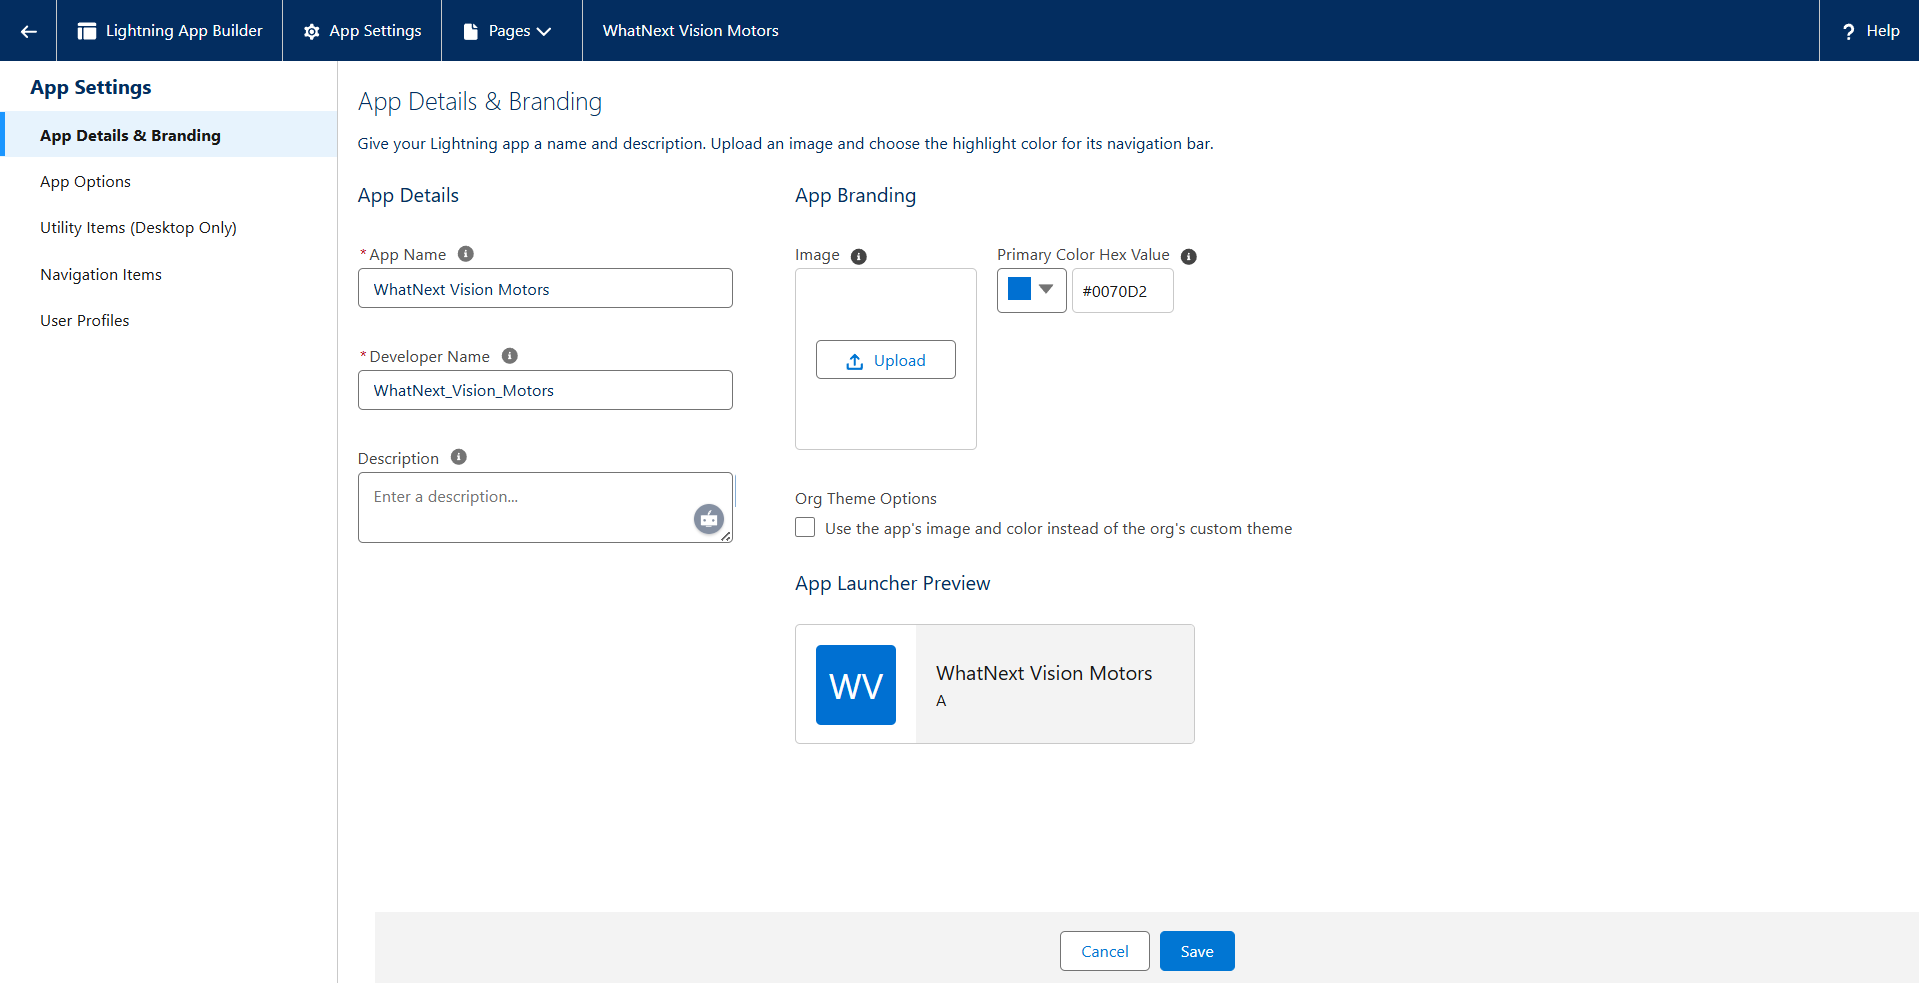 Lightning App Builder
App Settings
Pages
WhatNext Vision Motors
? Help
App Settings
App Details & Branding
App Options
Utility Items (Desktop Only)
Navigation Items
User Profiles
App Details & Branding
Give your Lightning app a name and description. Upload an image and choose the highlight color for its navigation bar.
App Details
*App Name
WhatNext Vision Motors
*Developer Name
WhatNext_Vision_Motors
Description
Enter a description...
App Branding
Image
Upload
Primary Color Hex Value
#0070D2
Org Theme Options
Use the app's image and color instead of the org's custom theme
App Launcher Preview
WV
WhatNext Vision Motors
A
Cancel
Save